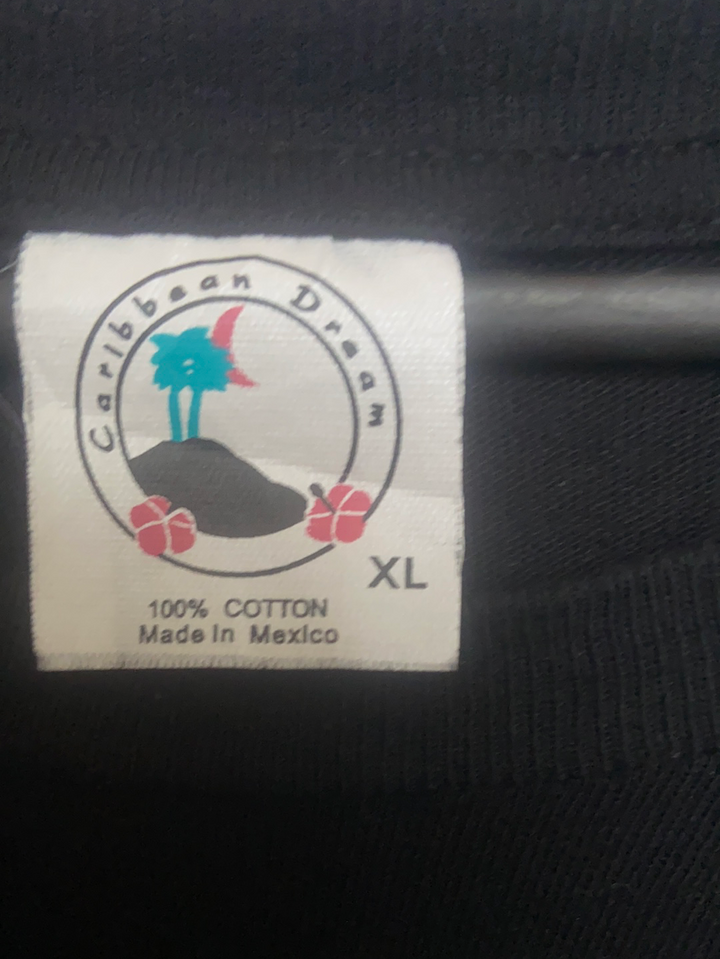 Caribbean Dream
XL
100% COTTON
Made In Mexico